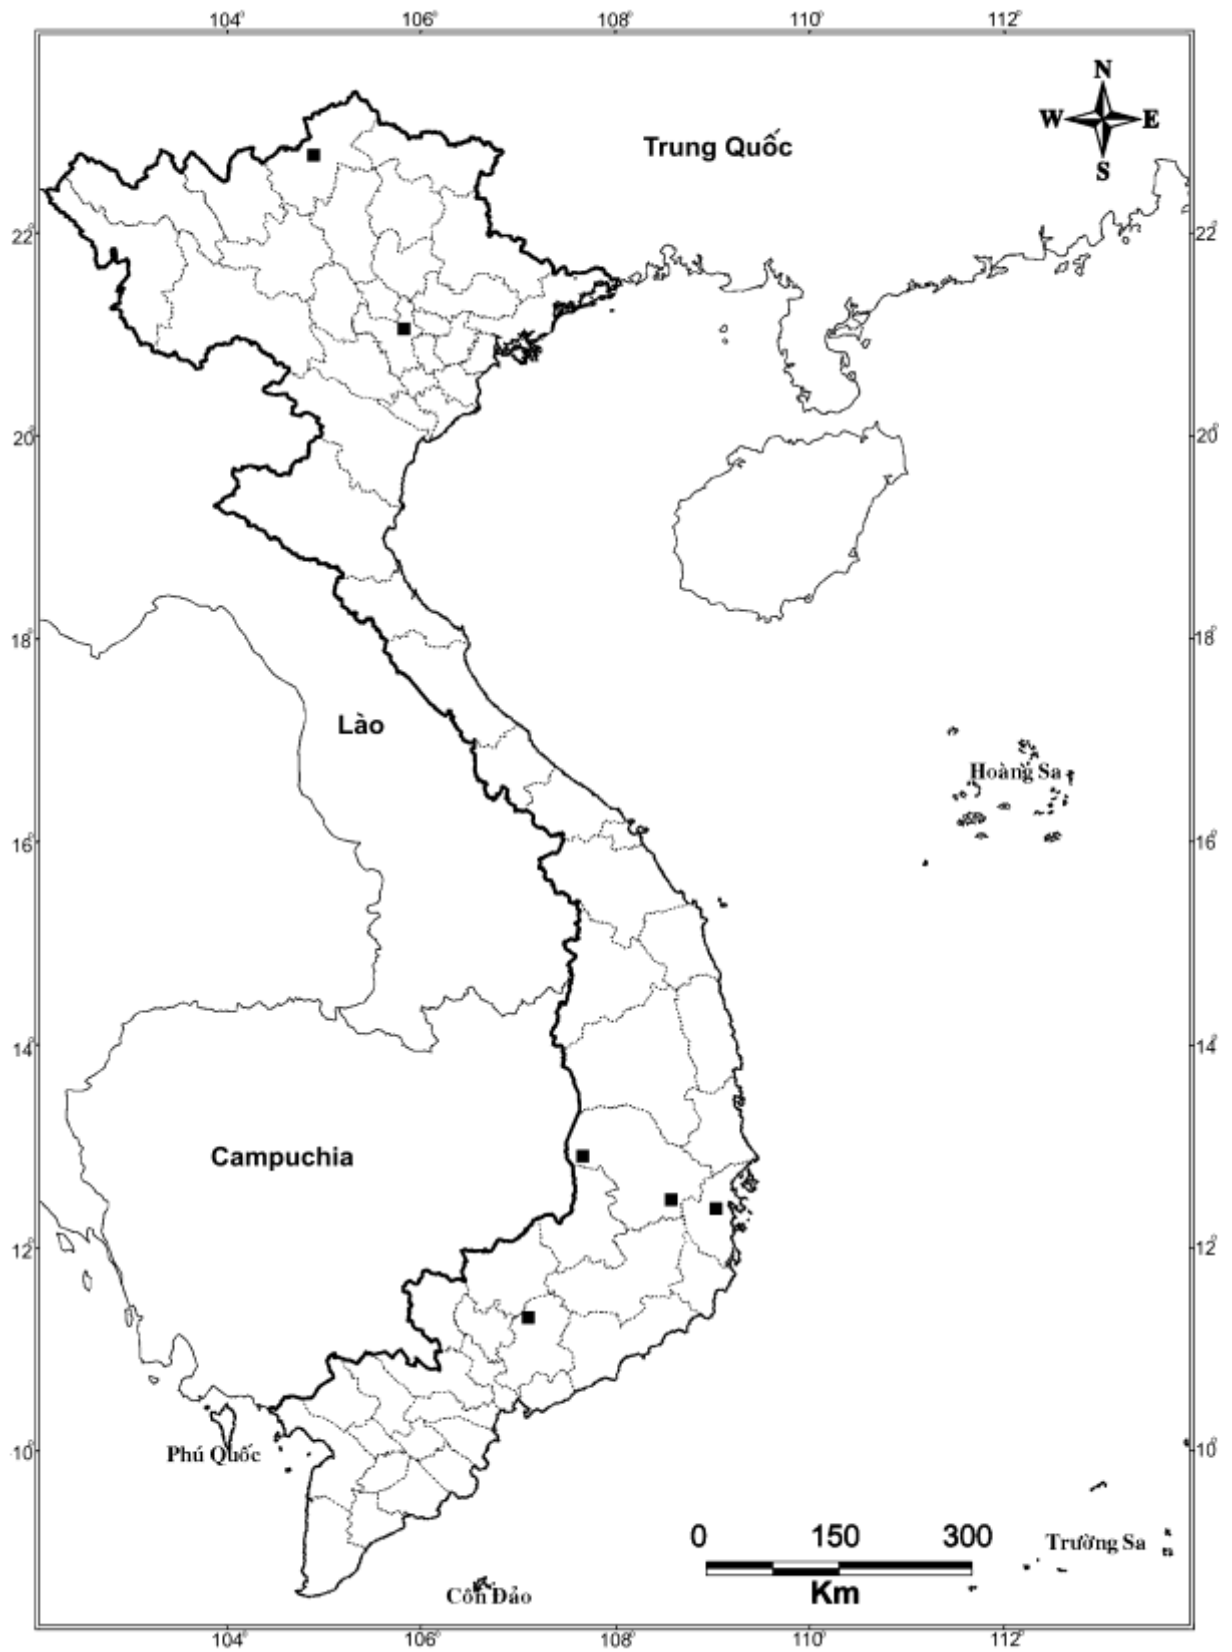 104° 106° 108° 110° 112°
N
W E
S
Trung Quốc
22° 22°
20° 20°
18° 18°
Lào
Hoàng Sa
16° 16°
14° 14°
Campuchia
12° 12°
10° 10°
Phú Quốc
0 150 300
Km
Trường Sa
Côn Đảo
104° 106° 108° 110° 112°